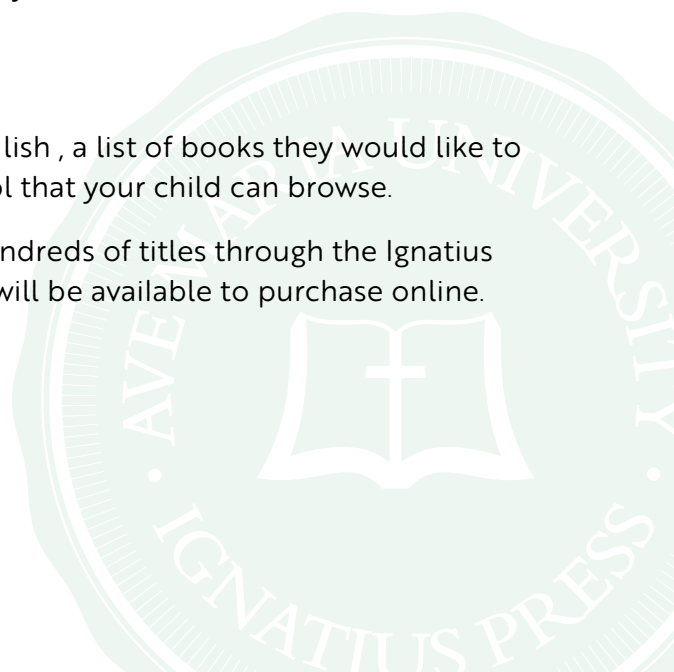 lish , a list of books they would like to
ol that your child can browse.
ndreds of titles through the Ignatius
will be available to purchase online.
AVE MARIA UNIVERSITY
IGNATIUS PRESS